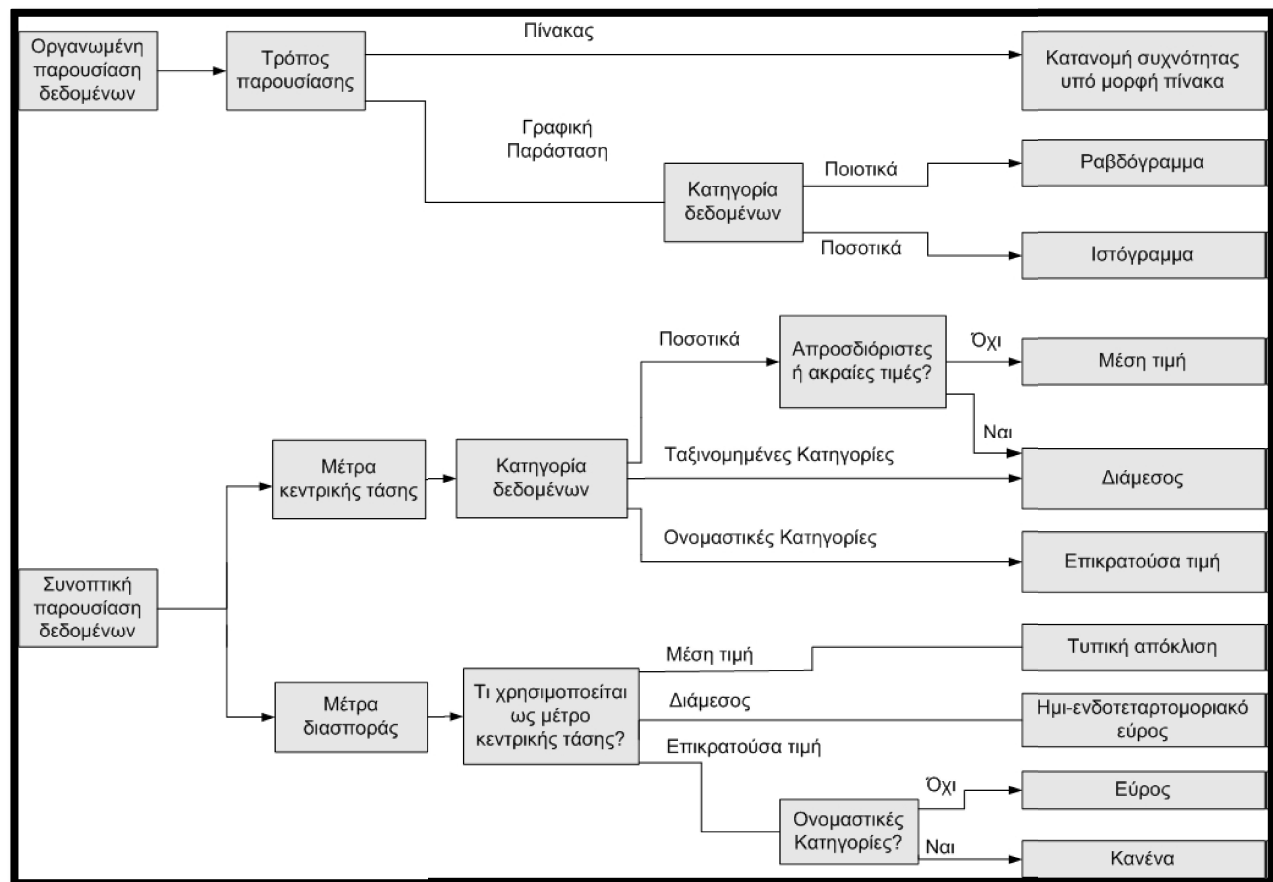 Πίνακας
Οργανωμένη
παρουσίαση
δεδομένων
Τρόπος
παρουσίασης
Κατανομή συχνότητας
υπό μορφή πίνακα
Γραφική
Παράσταση
Κατηγορία
δεδομένων
Ποιοτικά
Ραβδόγραμμα
Ποσοτικά
Ιστόγραμμα
Ποσοτικά
Απροσδιόριστες
ή ακραίες τιμές?
Όχι
Μέση τιμή
Ναι
Μέτρα
κεντρικής τάσης
Κατηγορία
δεδομένων
Ταξινομημένες Κατηγορίες
Διάμεσος
Ονομαστικές Κατηγορίες
Επικρατούσα τιμή
Συνοπτική
παρουσίαση
δεδομένων
Μέτρα
διασποράς
Τι χρησιμοποείται
ως μέτρο
κεντρικής τάσης?
Μέση τιμή
Τυπική απόκλιση
Διάμεσος
Ημι-ενδοτεταρτομοριακό
εύρος
Επικρατούσα τιμή
Ονομαστικές
Κατηγορίες?
Όχι
Εύρος
Ναι
Κανένα